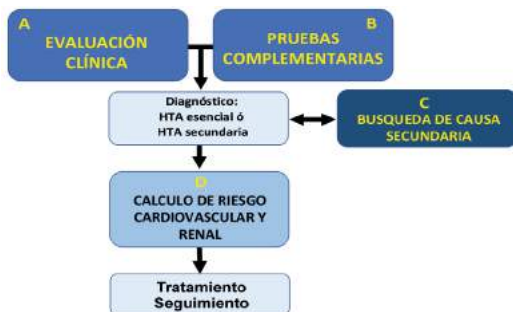 A
EVALUACIÓN
CLÍNICA
B
PRUEBAS
COMPLEMENTARIAS
Diagnóstico:
HTA esencial ó
HTA secundaria
C
BUSQUEDA DE CAUSA
SECUNDARIA
D
CALCULO DE RIESGO
CARDIOVASCULAR Y
RENAL
Tratamiento
Seguimiento